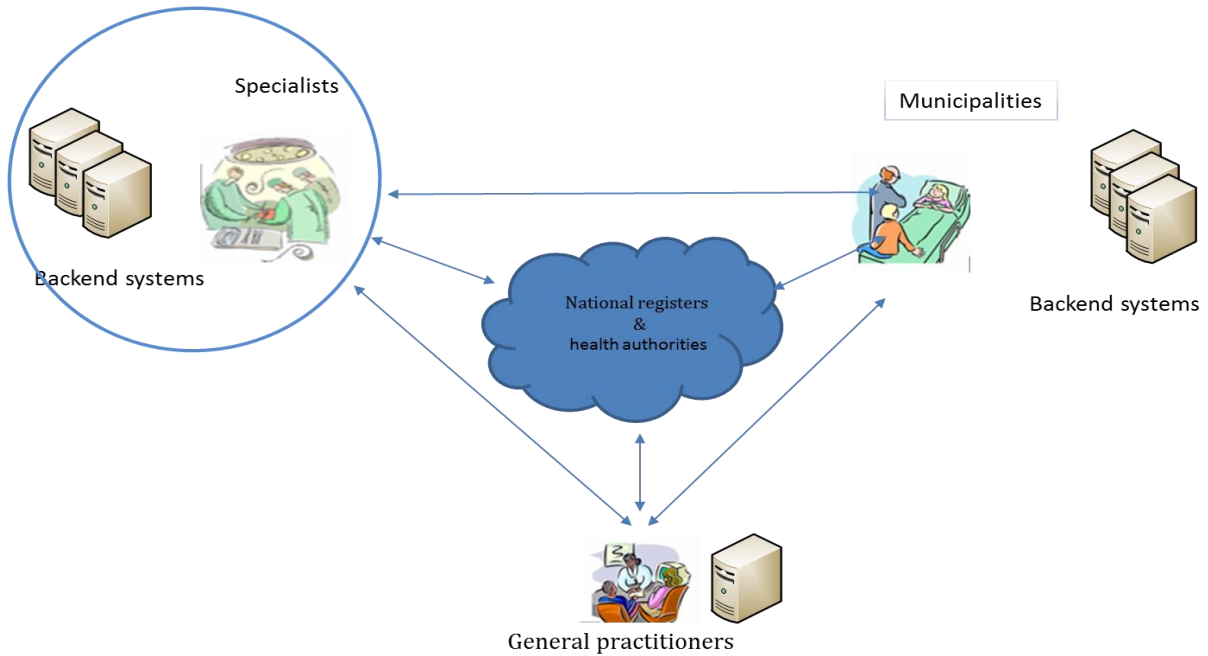 Specialists
Municipalities
Backend systems
National registers
&
health authorities
Backend systems
General practitioners